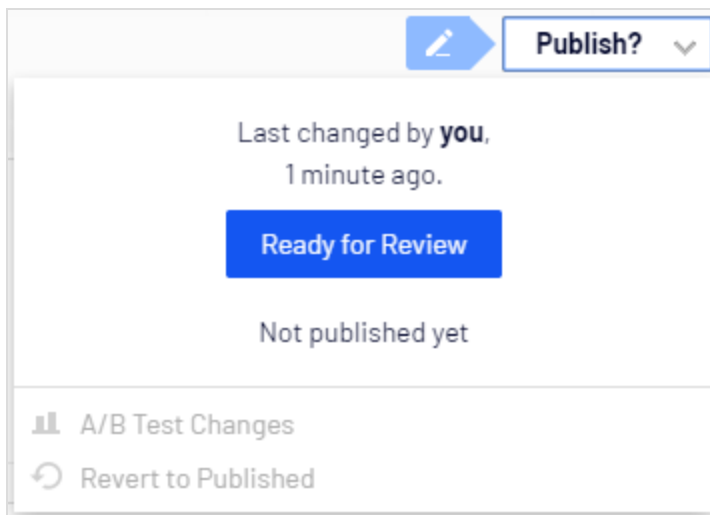 Publish?
Last changed by you,
1 minute ago.
Ready for Review
Not published yet
A/B Test Changes
Revert to Published